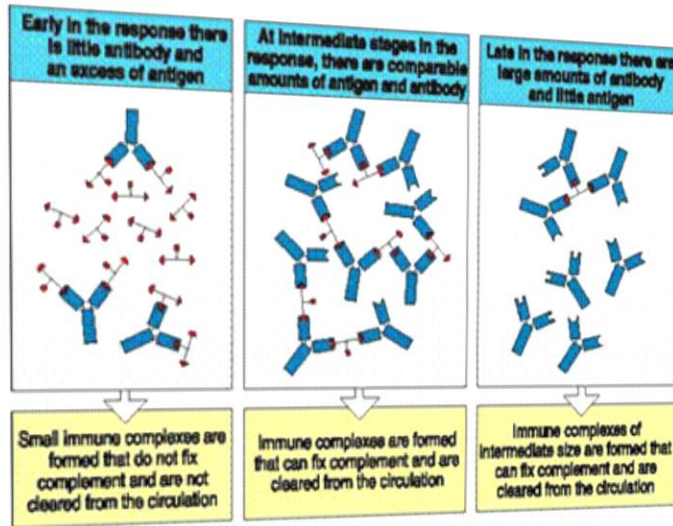 Early in the response there
is little antibody and
an excess of antigen
At intermediate stages in the
response, there are comparable
amounts of antigen and antibody
Late in the response there are
large amounts of antibody
and little antigen
Small immune complexes are
formed that do not fix
complement and are not
cleared from the circulation
Immune complexes are formed
that can fix complement and are
cleared from the circulation
Immune complexes of
intermediate size are formed that
can fix complement and are
cleared from the circulation